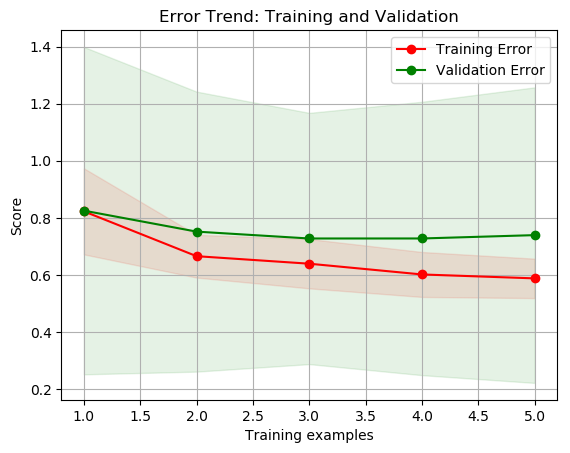 Error Trend: Training and Validation
Training Error
Validation Error
Score
1.4
1.2
1.0
0.8
0.6
0.4
0.2
1.0 1.5 2.0 2.5 3.0 3.5 4.0 4.5 5.0
Training examples